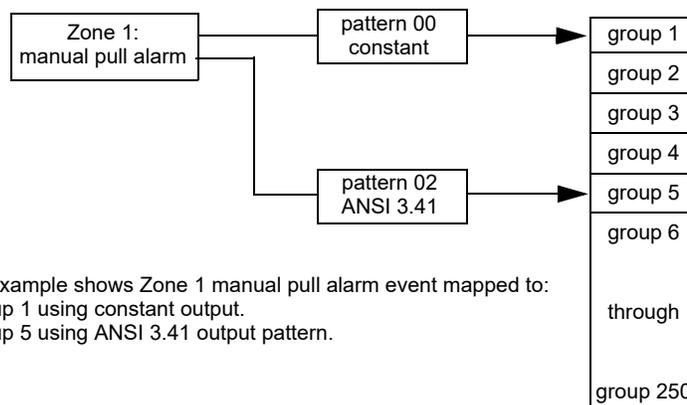 Zone 1:
manual pull alarm
pattern 00
constant
pattern 02
ANSI 3.41
group 1
group 2
group 3
group 4
group 5
group 6
through
group 250
xample shows Zone 1 manual pull alarm event mapped to:
up 1 using constant output.
up 5 using ANSI 3.41 output pattern.